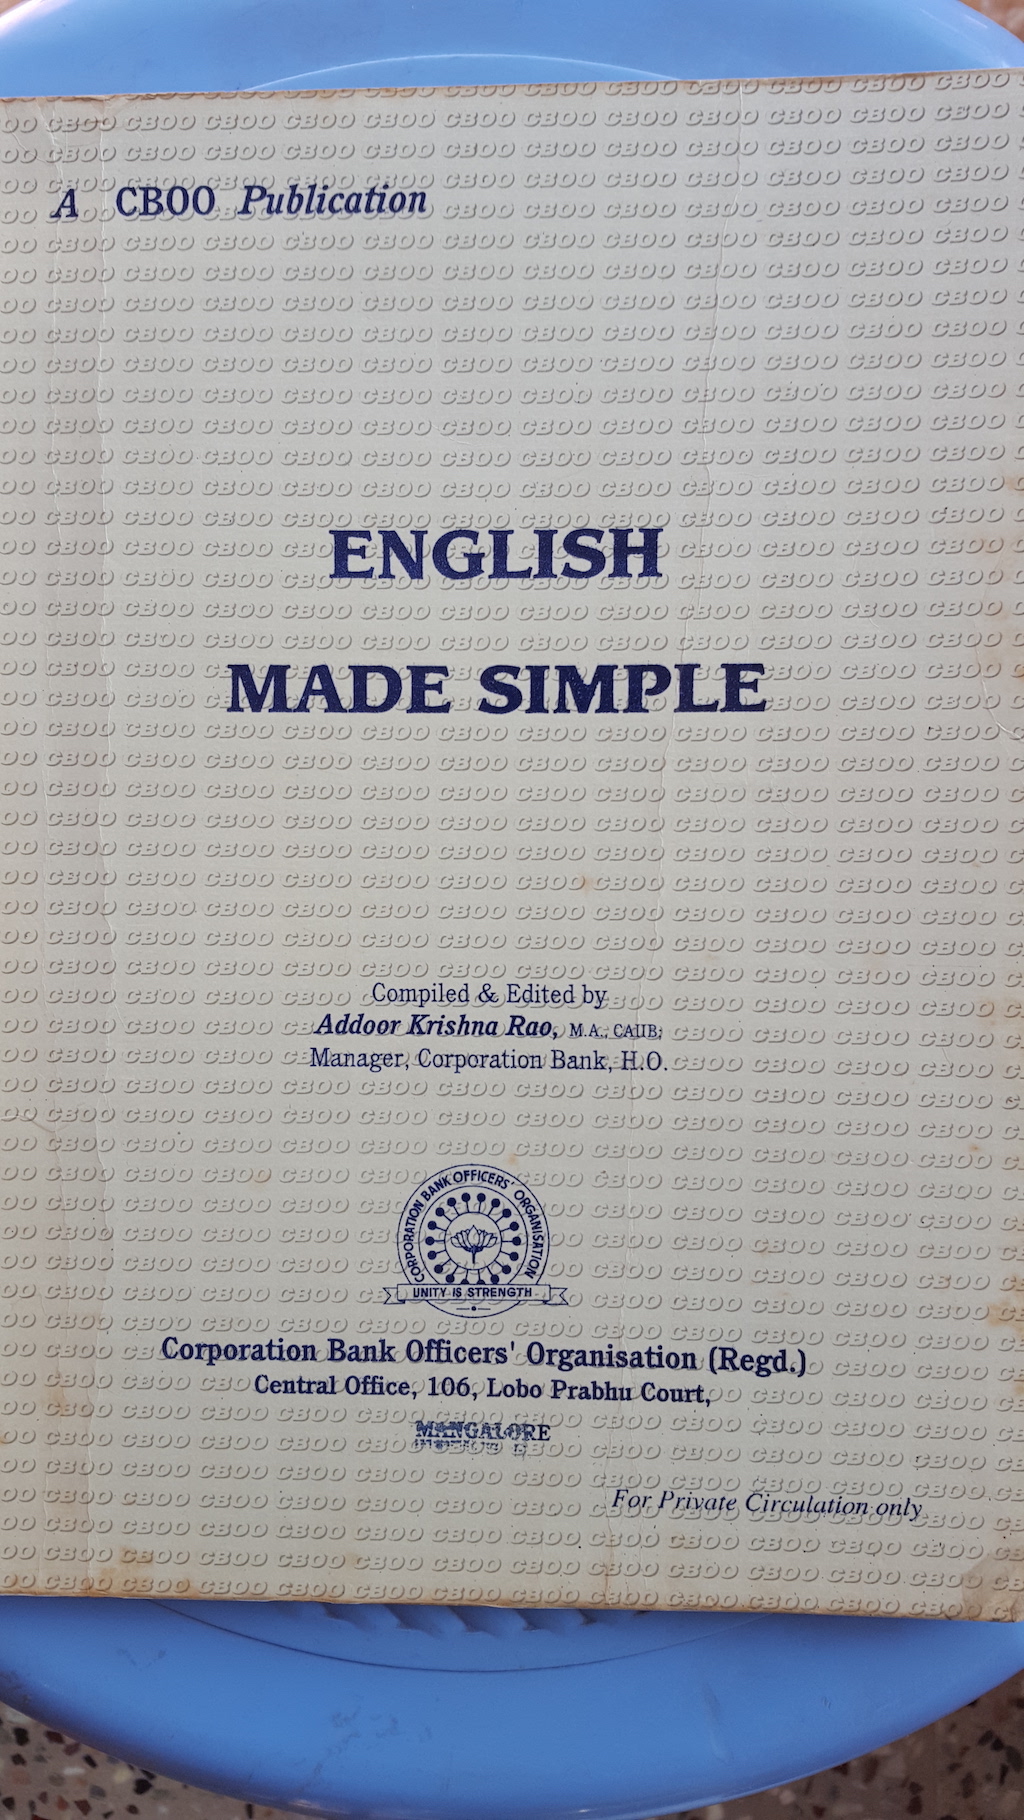 A CBOO Publication
ENGLISH
MADE SIMPLE
Compiled & Edited by
Addoor Krishna Rao, M.A., CAIIB;
Manager, Corporation Bank, H.O.
CORPORATION BANK OFFICERS' ORGANISATION
UNITY IS STRENGTH
Corporation Bank Officers' Organisation (Regd.)
Central Office, 106, Lobo Prabhu Court,
MANGALORE
For Private Circulation only